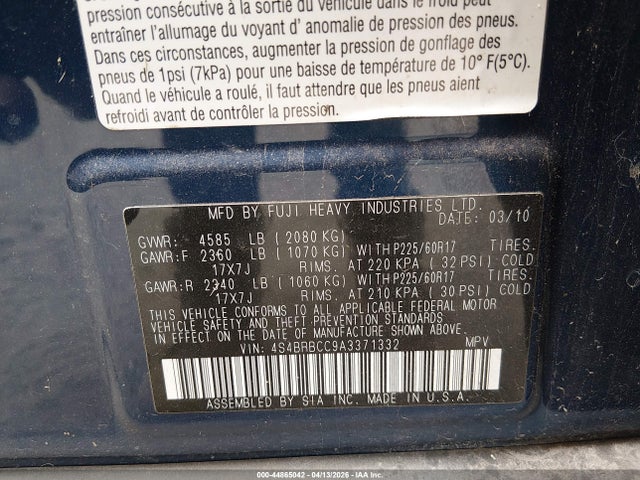 pression consécutive à la sortie du véhicule dans le froid peut
entraîner l'allumage du voyant d' anomalie de pression des pneus.
Dans ces circonstances, augmenter la pression de gonflage des
pneus de 1psi (7kPa) pour une baisse de température de 10° F(5°C).
Quand le véhicule a roulé, il faut attendre que les pneus aient
refroidi avant de contrôler la pression.
MFD BY FUJI HEAVY INDUSTRIES LTD.
DATE: 03/10
GVWR: 4585 LB (2080 KG)
GAWR:F 2360 LB (1070 KG) WITH P225/60R17 TIRES.
17X7J RIMS. AT 220 KPA (32 PSI) COLD
GAWR:R 2340 LB (1060 KG) WITH P225/60R17 TIRES.
17X7J RIMS. AT 210 KPA (30 PSI) COLD
THIS VEHICLE CONFORMS TO ALL APPLICABLE FEDERAL MOTOR
VEHICLE SAFETY AND THEFT PREVENTION STANDARDS
IN EFFECT ON THE DATE OF MANUFACTURE SHOWN ABOVE.
VIN: 4S4BRBCC9A3371332 MPV
ASSEMBLED BY SIA INC. MADE IN U.S.A.
000-44865042 - 04/13/2026 - IAAI, INC.